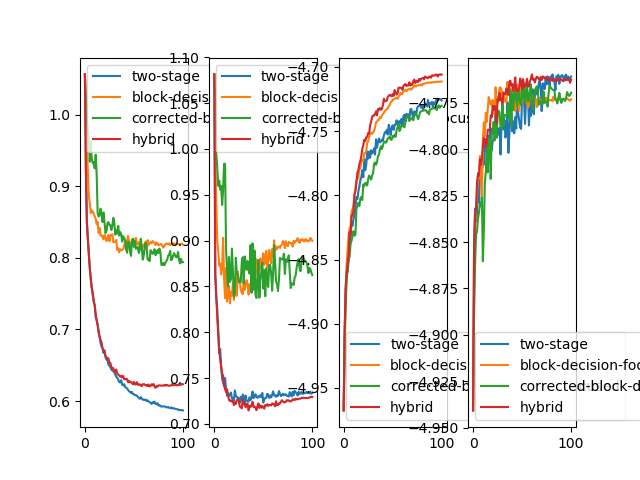 1.0
0.9
0.8
0.7
0.6
0
100
two-stage
block-decis
corrected-b
hybrid
1.10
1.05
1.00
0.95
0.90
0.85
0.80
0.75
0.70
0
100
two-stage
block-decis
corrected-b
hybrid
−4.70
−4.75
−4.80
−4.85
−4.90
−4.95
0
100
two-stage
block-decis
corrected-b
hybrid
−4.775
−4.800
−4.825
−4.850
−4.875
−4.900
−4.925
−4.950
0
100
two-stage
block-decision-foc
corrected-block-d
hybrid